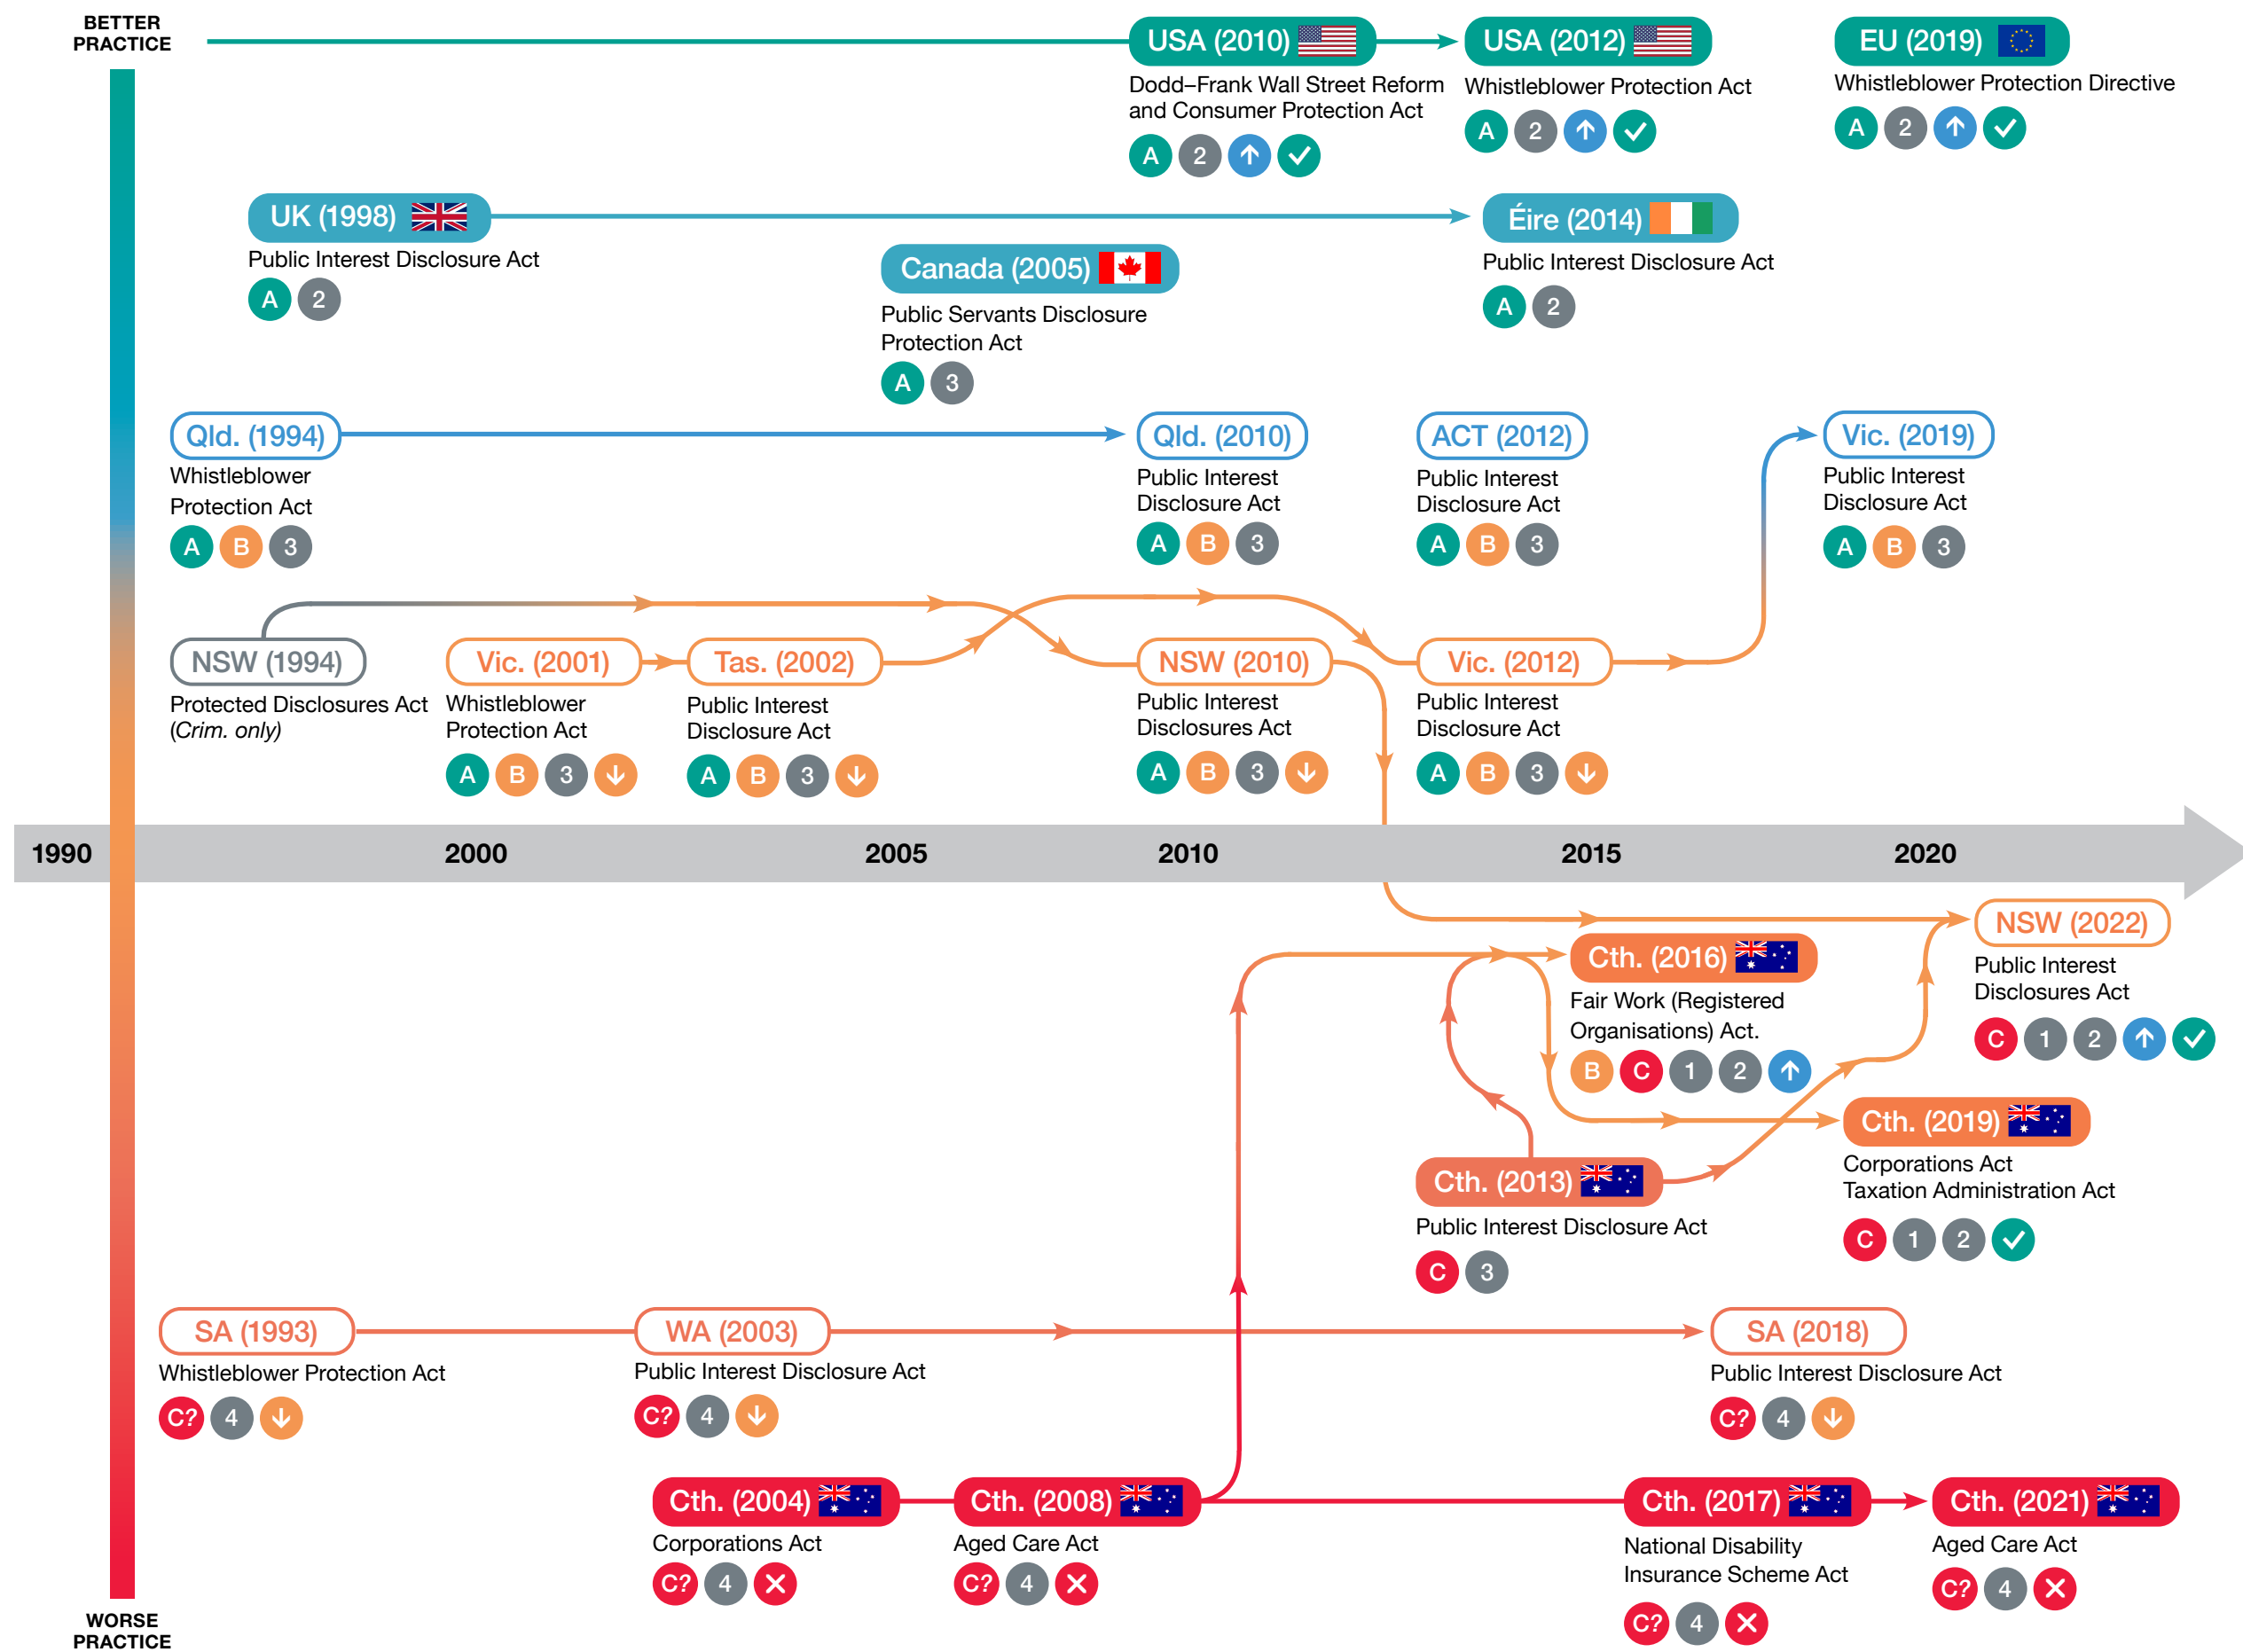 BETTER
PRACTICE
USA (2010)
USA (2012)
EU (2019)
Dodd–Frank Wall Street Reform
and Consumer Protection Act
A 2
Whistleblower Protection Act
A 2
Whistleblower Protection Directive
A 2
UK (1998)
Public Interest Disclosure Act
A 2
Canada (2005)
Public Servants Disclosure
Protection Act
A 3
Éire (2014)
Public Interest Disclosure Act
A 2
Qld. (1994)
Whistleblower
Protection Act
A B 3
Qld. (2010)
Public Interest
Disclosure Act
A B 3
ACT (2012)
Public Interest
Disclosure Act
A B 3
Vic. (2019)
Public Interest
Disclosure Act
A B 3
NSW (1994)
Protected Disclosures Act
(Crim. only)
Vic. (2001)
Whistleblower
Protection Act
A B 3
Tas. (2002)
Public Interest
Disclosure Act
A B 3
NSW (2010)
Public Interest
Disclosures Act
A B 3
Vic. (2012)
Public Interest
Disclosure Act
A B 3
1990 2000 2005 2010 2015 2020
NSW (2022)
Public Interest
Disclosures Act
C 1 2
Cth. (2016)
Fair Work (Registered
Organisations) Act.
B C 1 2
Cth. (2019)
Corporations Act
Taxation Administration Act
C 1 2
Cth. (2013)
Public Interest Disclosure Act
C 3
SA (1993)
Whistleblower Protection Act
C? 4
WA (2003)
Public Interest Disclosure Act
C? 4
SA (2018)
Public Interest Disclosure Act
C? 4
Cth. (2004)
Corporations Act
C? 4
Cth. (2008)
Aged Care Act
C? 4
Cth. (2017)
National Disability
Insurance Scheme Act
C? 4
Cth. (2021)
Aged Care Act
C? 4
WORSE
PRACTICE